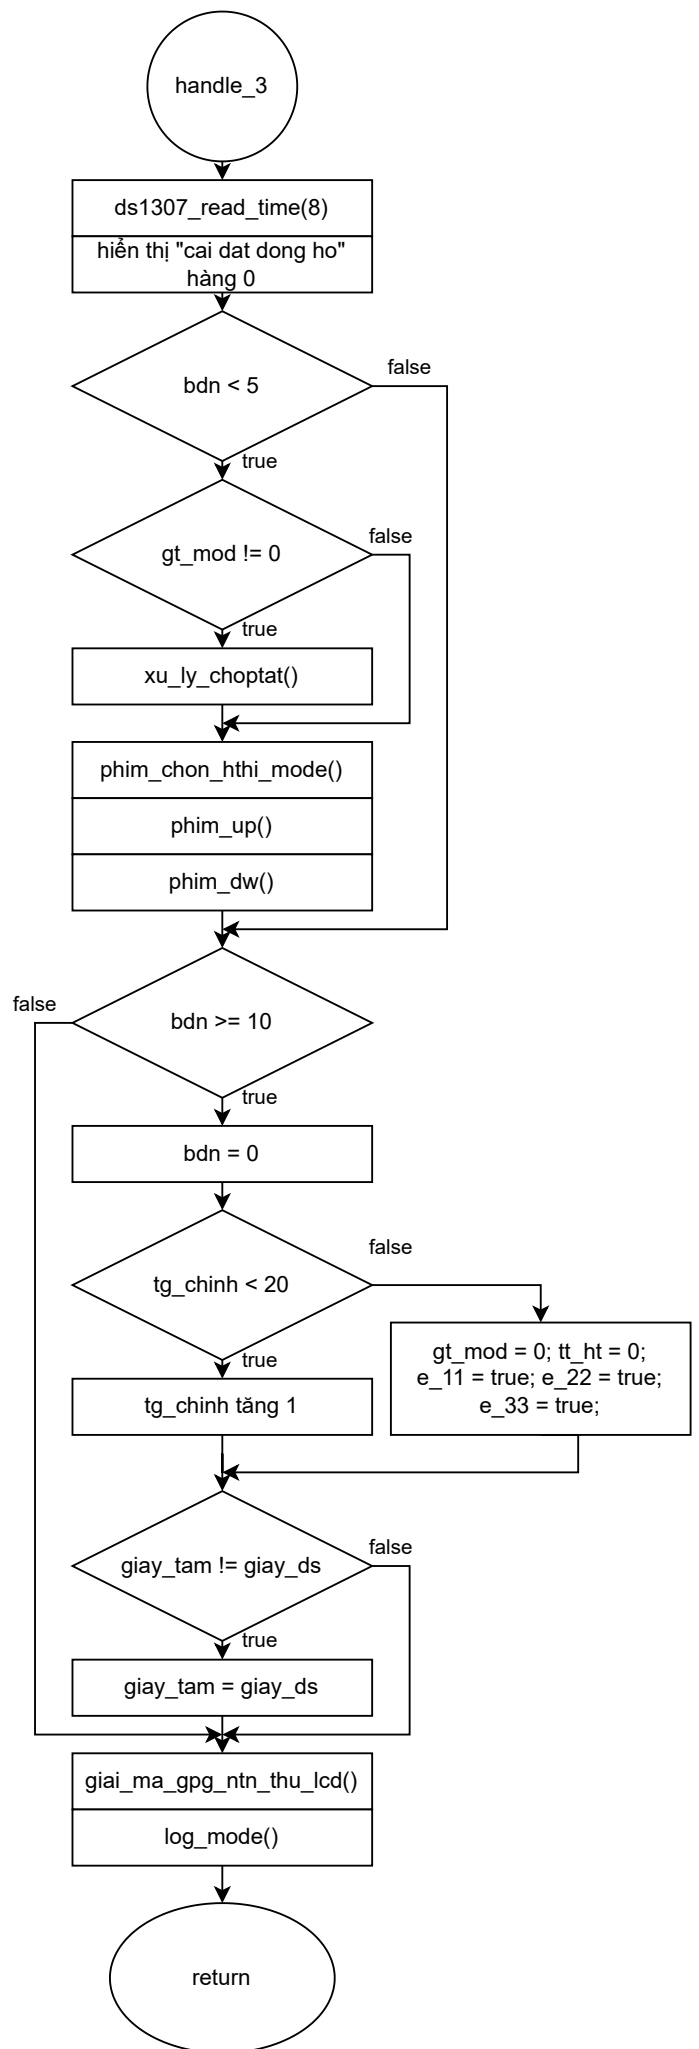 handle_3
ds1307_read_time(8)
hiển thị "cai dat dong ho"
hàng 0
bdn < 5
false
true
gt_mod != 0
false
true
xu_ly_choptat()
phim_chon_hthi_mode()
phim_up()
phim_dw()
bdn >= 10
false
true
bdn = 0
tg_chinh < 20
false
true
tg_chinh tăng 1
gt_mod = 0; tt_ht = 0;
e_11 = true; e_22 = true;
e_33 = true;
giay_tam != giay_ds
false
true
giay_tam = giay_ds
giai_ma_gpg_ntn_thu_lcd()
log_mode()
return